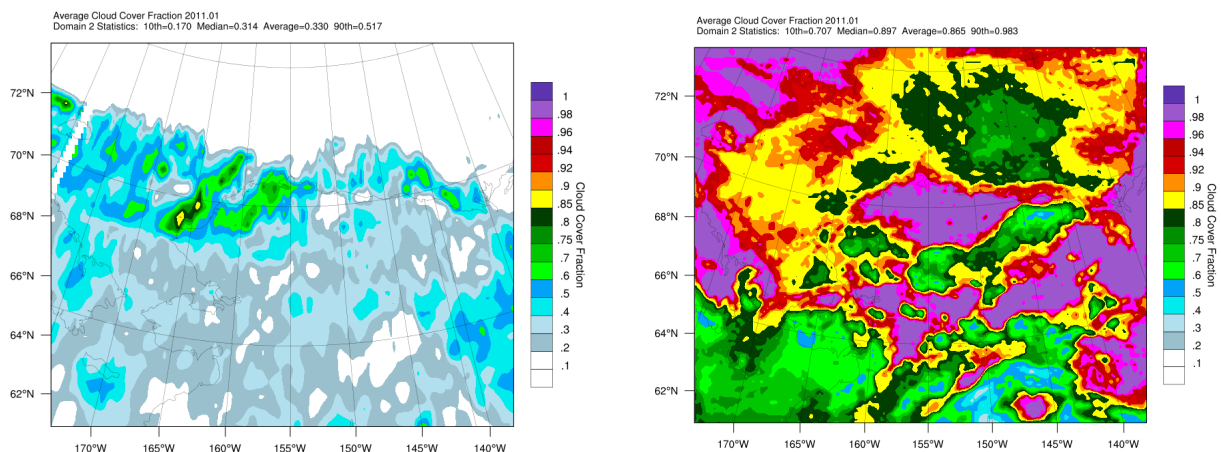 Average Cloud Cover Fraction 2011.01
Domain 2 Statistics: 10th=0.170 Median=0.314 Average=0.330 90th=0.517
72°N
70°N
68°N
66°N
64°N
62°N
170°W 165°W 160°W 155°W 150°W 145°W 140°W
1
.98
.96
.94
.92
.9
.85
.8
.75
.7
.6
.5
.4
.3
.2
.1
Cloud Cover Fraction
Average Cloud Cover Fraction 2011.01
Domain 2 Statistics: 10th=0.707 Median=0.897 Average=0.865 90th=0.983
72°N
70°N
68°N
66°N
64°N
62°N
170°W 165°W 160°W 155°W 150°W 145°W 140°W
1
.98
.96
.94
.92
.9
.85
.8
.75
.7
.6
.5
.4
.3
.2
.1
Cloud Cover Fraction